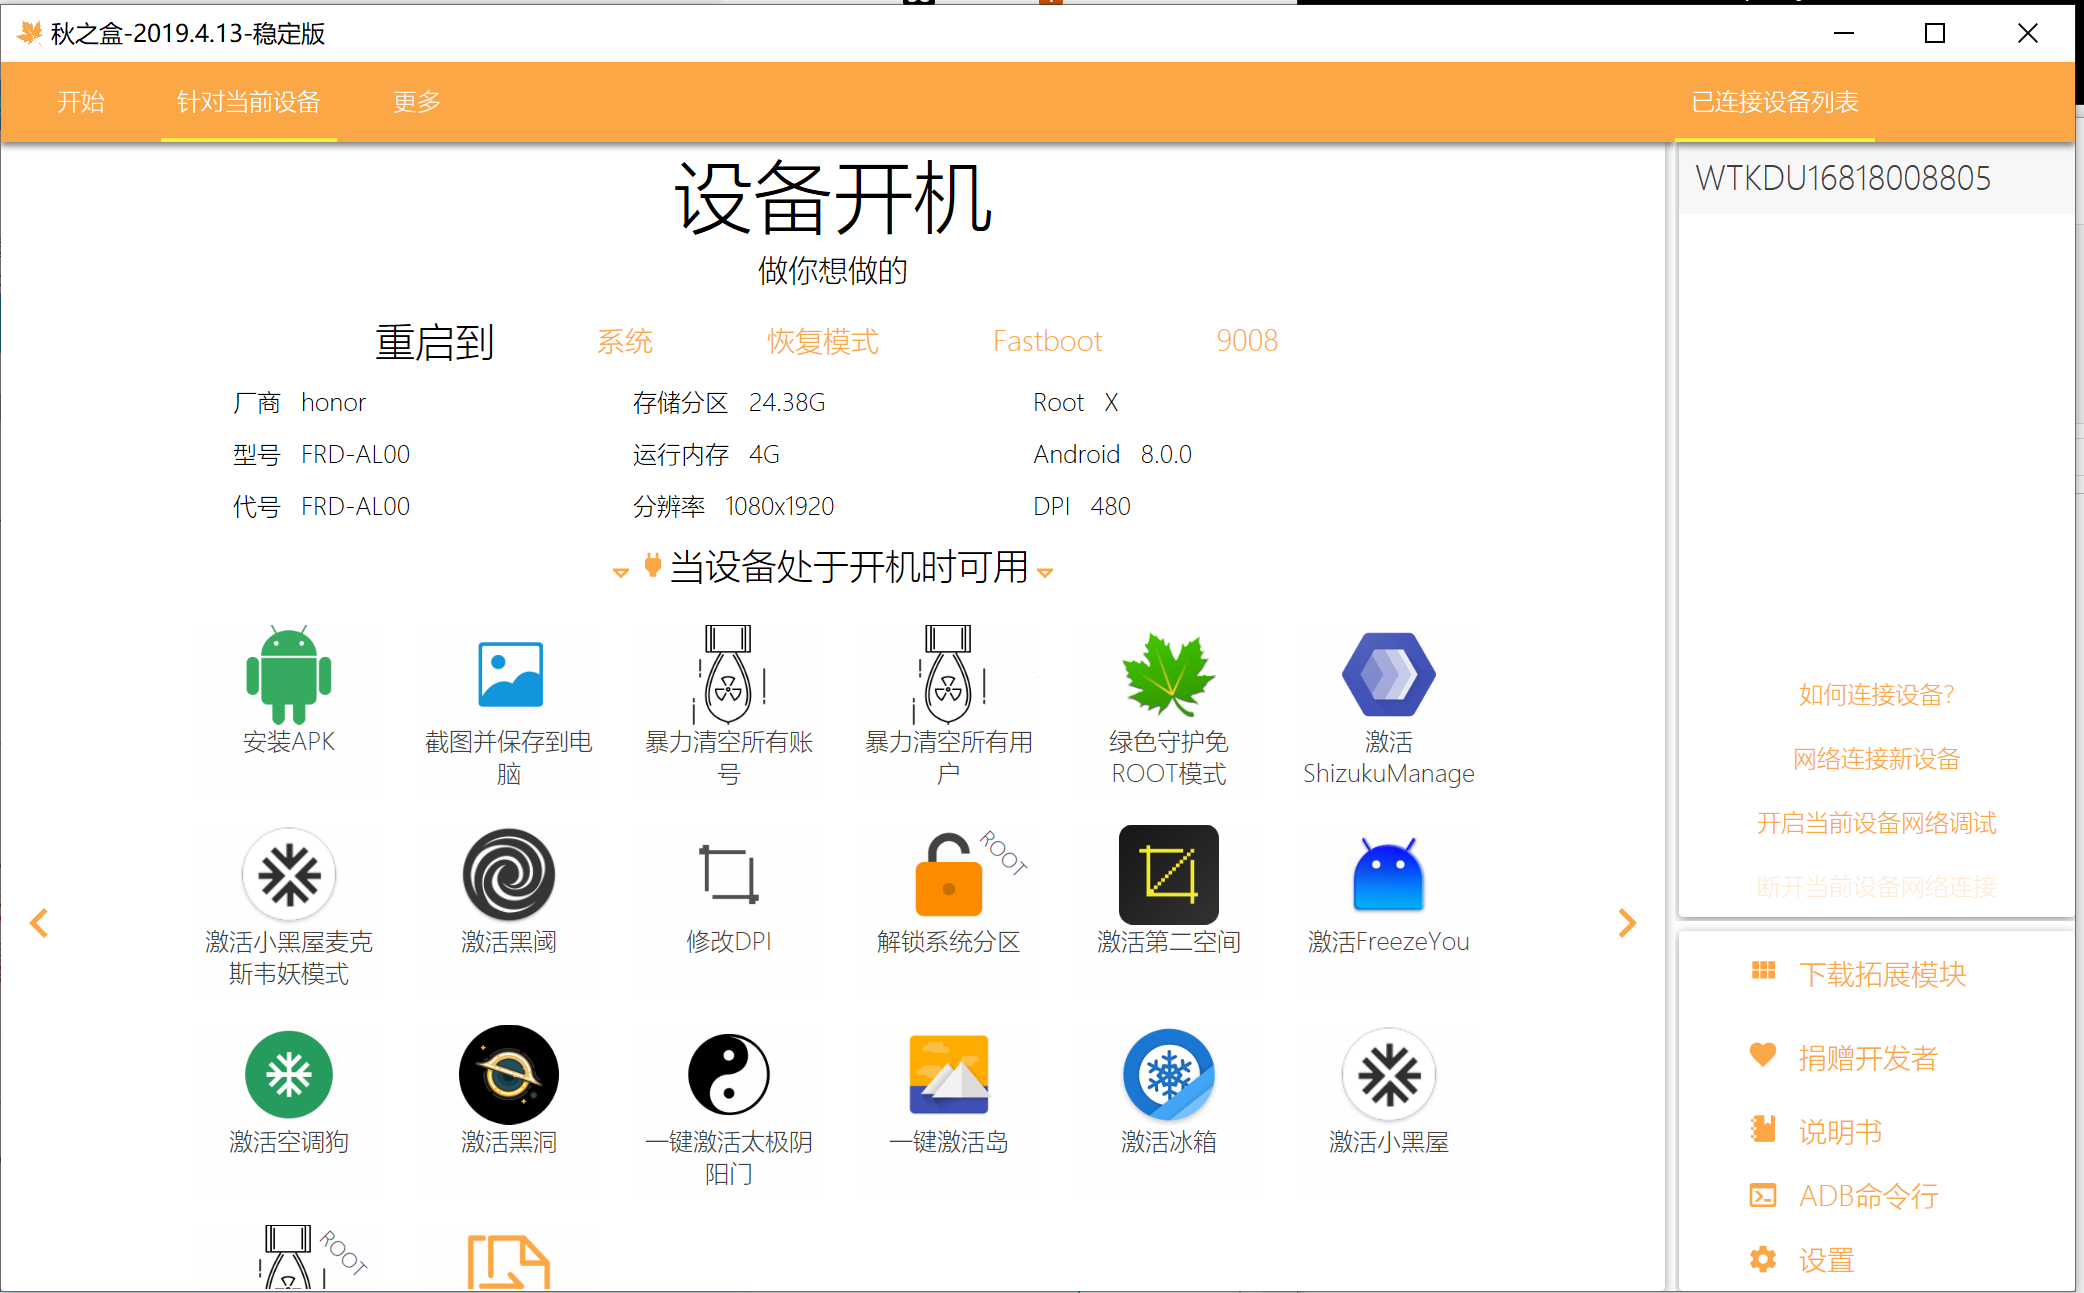 秋之盒-2019.4.13-稳定版
开始 针对当前设备 更多 已连接设备列表
设备开机
做你想做的
重启到 系统 恢复模式 Fastboot 9008
厂商 honor 存储分区 24.38G Root X
型号 FRD-AL00 运行内存 4G Android 8.0.0
代号 FRD-AL00 分辨率 1080x1920 DPI 480
当设备处于开机时可用
安装APK
截图并保存到电
脑
暴力清空所有账
号
暴力清空所有用
户
绿色守护免
ROOT模式
激活
ShizukuManage
激活小黑屋麦克
斯韦妖模式
激活黑阈
修改DPI
ROOT
解锁系统分区
激活第二空间
激活FreezeYou
激活空调狗
激活黑洞
一键激活太极阴
阳门
一键激活岛
激活冰箱
激活小黑屋
ROOT
WTKDU16818008805
如何连接设备?
网络连接新设备
开启当前设备网络调试
断开当前设备网络连接
下载拓展模块
捐赠开发者
说明书
ADB命令行
设置